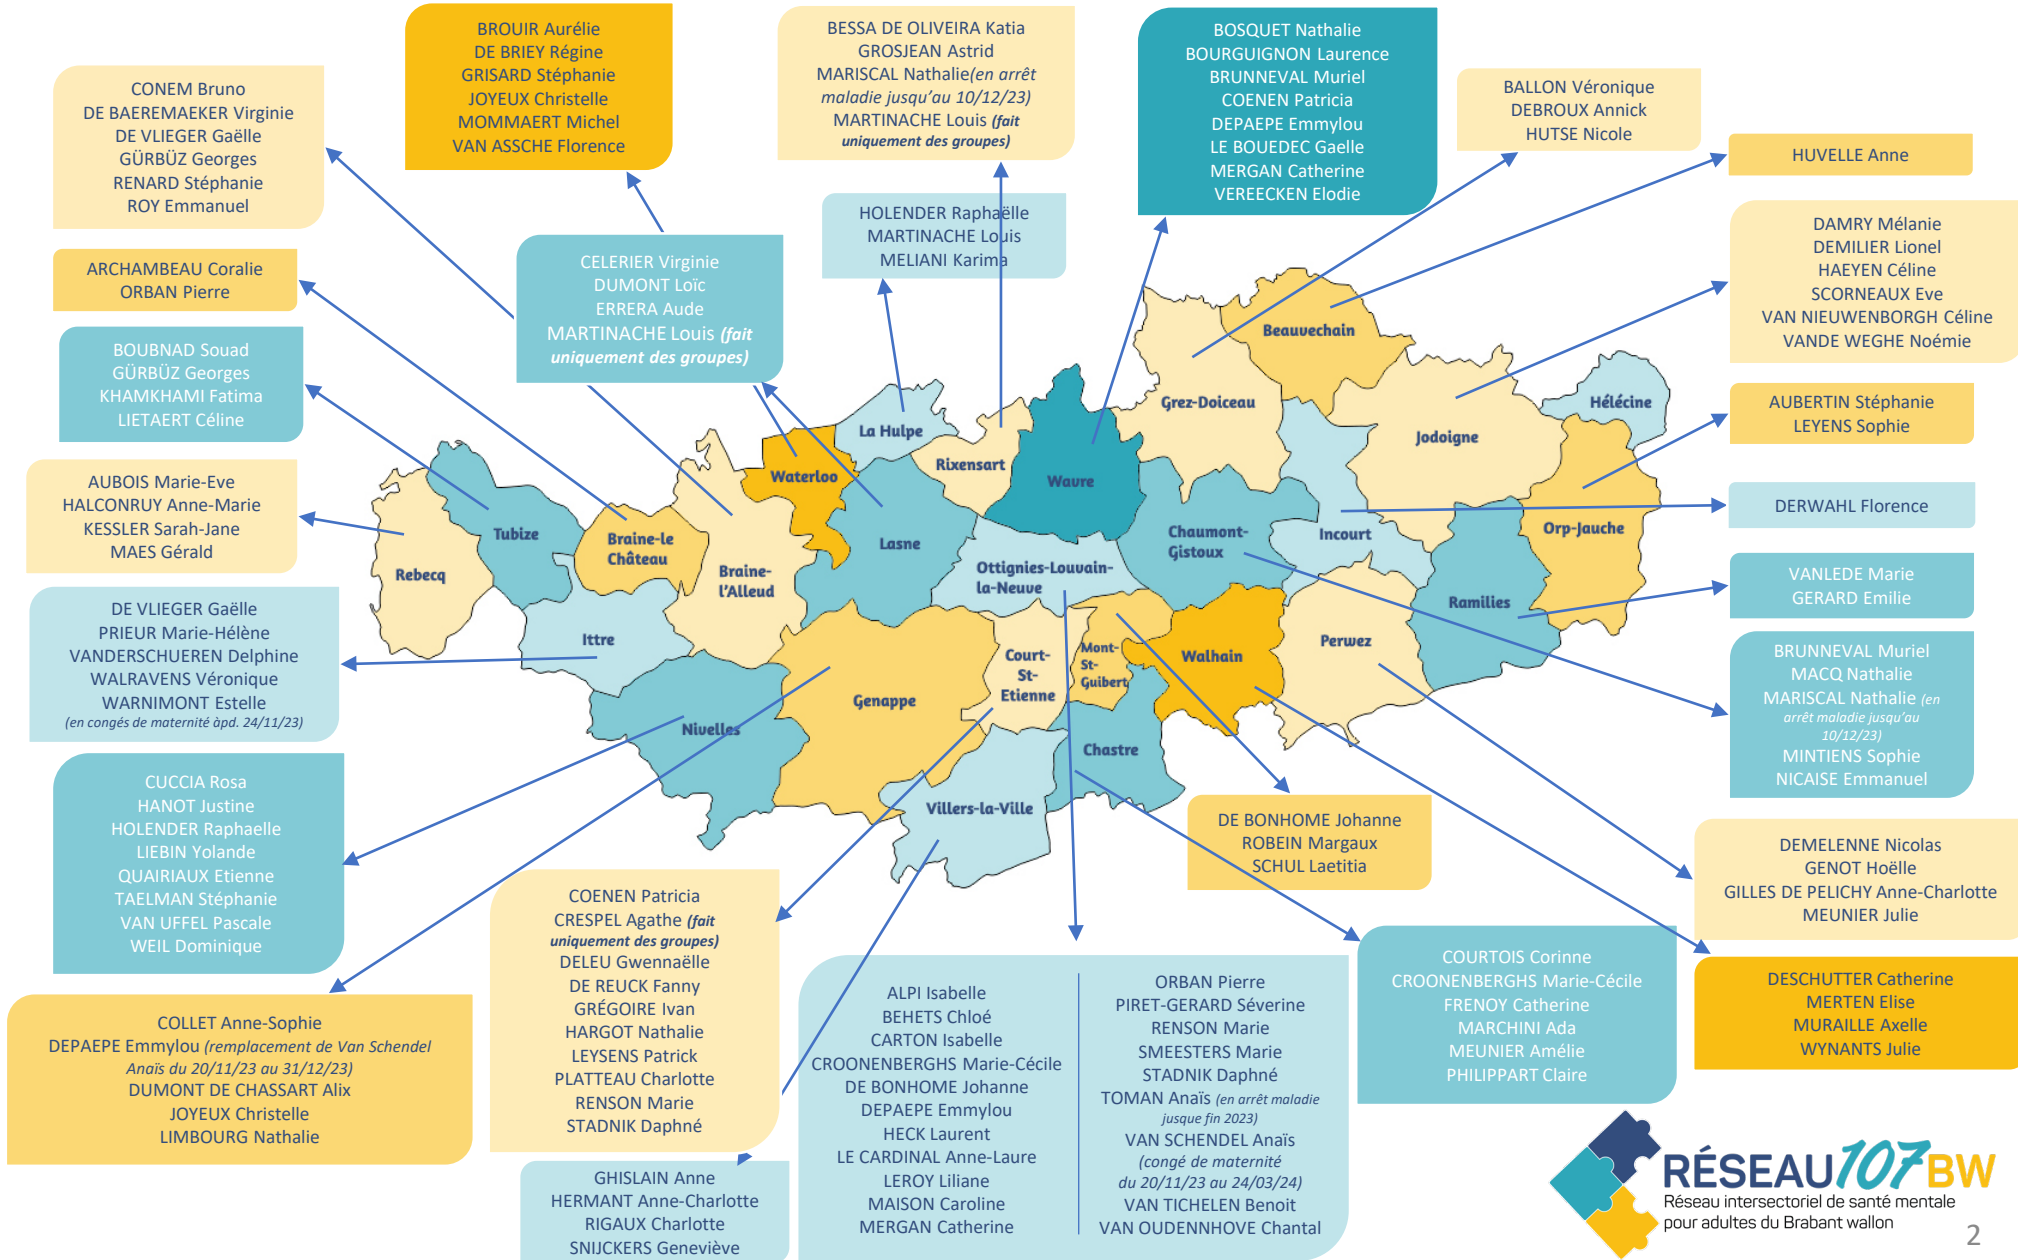 BROUIR Aurélie
DE BRIEY Régine
GRISARD Stéphanie
JOYEUX Christelle
MOMMAERT Michel
VAN ASSCHE Florence
BESSA DE OLIVEIRA Katia
GROSJEAN Astrid
MARISCAL Nathalie(en arrêt
maladie jusqu'au 10/12/23)
MARTINACHE Louis (fait
uniquement des groupes)
BOSQUET Nathalie
BOURGUIGNON Laurence
BRUNNEVAL Muriel
COENEN Patricia
DEPAEPE Emmylou
LE BOUEDEC Gaelle
MERGAN Catherine
VEREECKEN Elodie
BALLON Véronique
DEBROUX Annick
HUTSE Nicole
CONEM Bruno
DE BAEREMAEKER Virginie
DE VLIEGER Gaëlle
GÜRBÜZ Georges
RENARD Stéphanie
ROY Emmanuel
HUVELLE Anne
HOLENDER Raphaëlle
MARTINACHE Louis
MELIANI Karima
DAMRY Mélanie
DEMILIER Lionel
HAEYEN Céline
SCORNEAUX Eve
VAN NIEUWENBORGH Céline
VANDE WEGHE Noémie
CELERIER Virginie
DUMONT Loïc
ERRERA Aude
MARTINACHE Louis (fait
uniquement des groupes)
ARCHAMBEAU Coralie
ORBAN Pierre
BOUBNAD Souad
GÜRBÜZ Georges
KHAMKHAMI Fatima
LIETAERT Céline
AUBERTIN Stéphanie
LEYENS Sophie
AUBOIS Marie-Eve
HALCONRUY Anne-Marie
KESSLER Sarah-Jane
MAES Gérald
DERWAHL Florence
VANLEDE Marie
GERARD Emilie
DE VLIEGER Gaëlle
PRIEUR Marie-Hélène
VANDERSCHUEREN Delphine
WALRAVENS Véronique
WARNIMONT Estelle
(en congés de maternité àpd. 24/11/23)
BRUNNEVAL Muriel
MACQ Nathalie
MARISCAL Nathalie (en
arrêt maladie jusqu'au
10/12/23)
MINTIENS Sophie
NICAISE Emmanuel
Beauvechain
Grez-Doiceau
Hélécine
Jodoigne
La Hulpe
Rixensart
Waterloo
Wavre
Tubize
Braine-le
Château
Lasne
Chaumont-
Gistoux
Incourt
Orp-Jauche
Rebecq
Braine-
l'Alleud
Ottignies-Louvain-
la-Neuve
Ramilies
Ittre
Court-
St-
Etienne
Mont-
St-
Guibert
Walhain
Perwez
Genappe
Nivelles
Chastre
Villers-la-Ville
CUCCIA Rosa
HANOT Justine
HOLENDER Raphaelle
LIEBIN Yolande
QUAIRIAUX Etienne
TAELMAN Stéphanie
VAN UFFEL Pascale
WEIL Dominique
DE BONHOME Johanne
ROBEIN Margaux
SCHUL Laetitia
DEMELENNE Nicolas
GENOT Hoëlle
GILLES DE PELICHY Anne-Charlotte
MEUNIER Julie
COENEN Patricia
CRESPEL Agathe (fait
uniquement des groupes)
DELEU Gwennaëlle
DE REUCK Fanny
GRÉGOIRE Ivan
HARGOT Nathalie
LEYSENS Patrick
PLATTEAU Charlotte
RENSON Marie
STADNIK Daphné
COURTOIS Corinne
CROONENBERGHS Marie-Cécile
FRENOY Catherine
MARCHINI Ada
MEUNIER Amélie
PHILIPPART Claire
DESCHUTTER Catherine
MERTEN Elise
MURAILLE Axelle
WYNANTS Julie
COLLET Anne-Sophie
DEPAEPE Emmylou (remplacement de Van Schendel
Anaïs du 20/11/23 au 31/12/23)
DUMONT DE CHASSART Alix
JOYEUX Christelle
LIMBOURG Nathalie
ALPI Isabelle
BEHETS Chloé
CARTON Isabelle
CROONENBERGHS Marie-Cécile
DE BONHOME Johanne
DEPAEPE Emmylou
HECK Laurent
LE CARDINAL Anne-Laure
LEROY Liliane
MAISON Caroline
MERGAN Catherine
ORBAN Pierre
PIRET-GERARD Séverine
RENSON Marie
SMEESTERS Marie
STADNIK Daphné
TOMAN Anaïs (en arrêt maladie
jusque fin 2023)
VAN SCHENDEL Anaïs
(congé de maternité
du 20/11/23 au 24/03/24)
VAN TICHELEN Benoit
VAN OUDENNHOVE Chantal
GHISLAIN Anne
HERMANT Anne-Charlotte
RIGAUX Charlotte
SNIJCKERS Geneviève
RÉSEAU107BW
Réseau intersectoriel de santé mentale
pour adultes du Brabant wallon
2